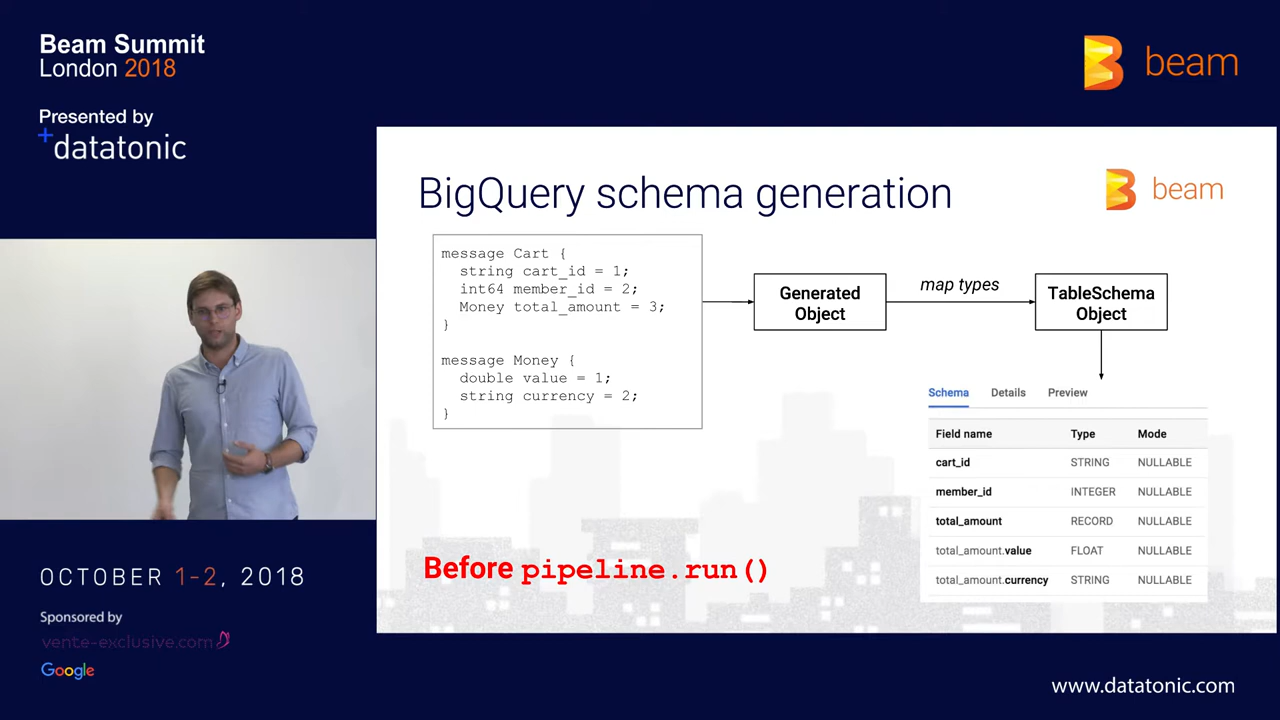 Beam Summit
London 2018
Presented by
+datatonic
beam
BigQuery schema generation
beam
message Cart {
string cart_id = 1;
int64 member_id = 2;
Money total_amount = 3;
}
message Money {
double value = 1;
string currency = 2;
}
Generated
Object
map types
TableSchema
Object
Schema Details Preview
Field name Type Mode
cart_id STRING NULLABLE
member_id INTEGER NULLABLE
total_amount RECORD NULLABLE
total_amount.value FLOAT NULLABLE
total_amount.currency STRING NULLABLE
Before pipeline.run()
OCTOBER 1-2, 2018
Sponsored by
vente-exclusive.com
Google
www.datatonic.com